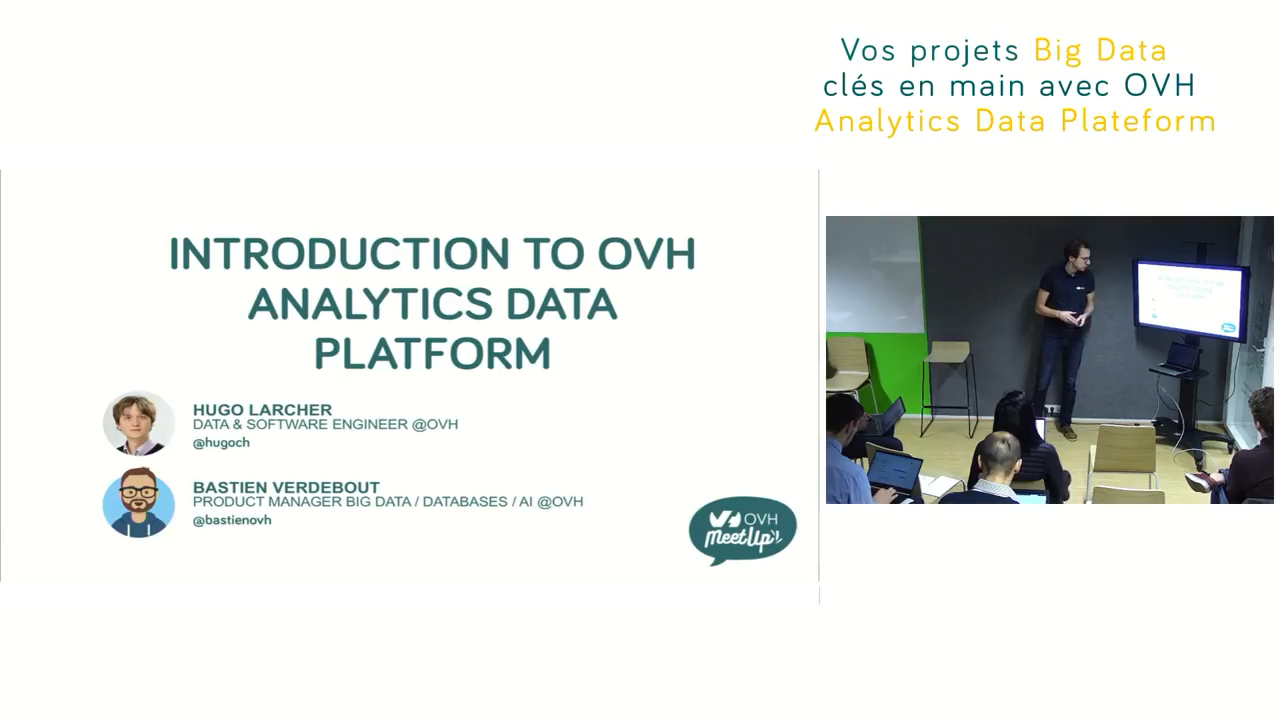 Vos projets Big Data
clés en main avec OVH
Analytics Data Plateform
INTRODUCTION TO OVH
ANALYTICS DATA
PLATFORM
HUGO LARCHER
DATA & SOFTWARE ENGINEER @OVH
@hugoch
BASTIEN VERDEBOUT
PRODUCT MANAGER BIG DATA / DATABASES / AI @OVH
@bastienovh
OVH
MeetUp